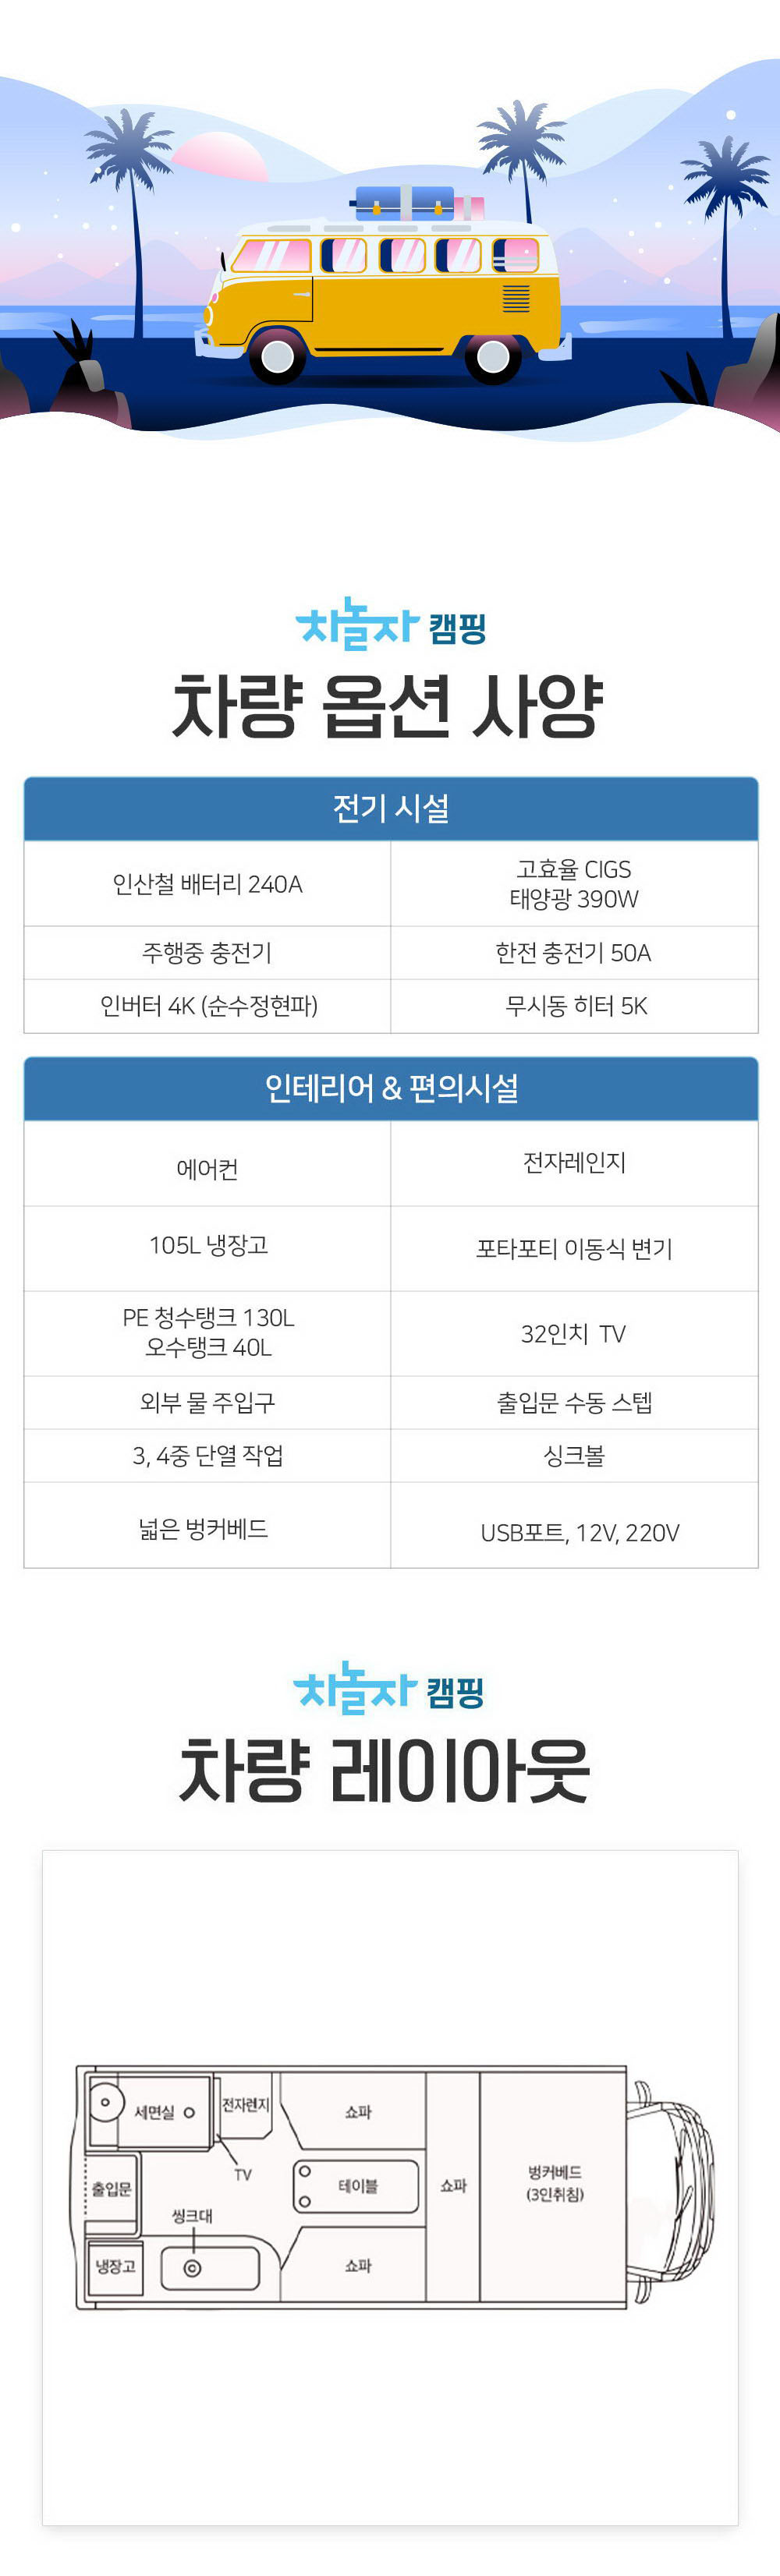 차놀자 캠핑
차량 옵션 사양
전기 시설
인산철 배터리 240A
고효율 CIGS
태양광 390W
주행중 충전기
한전 충전기 50A
인버터 4K (순수정현파)
무시동 히터 5K
인테리어 & 편의시설
에어컨
전자레인지
105L 냉장고
포타포티 이동식 변기
PE 청수탱크 130L
오수탱크 40L
32인치 TV
외부 물 주입구
출입문 수동 스텝
3, 4중 단열 작업
싱크볼
넓은 벙커베드
USB포트, 12V, 220V
차놀자 캠핑
차량 레이아웃
세면실
전자렌지
쇼파
TV
출입문
테이블
쇼파
벙커베드
(3인취침)
씽크대
냉장고
쇼파